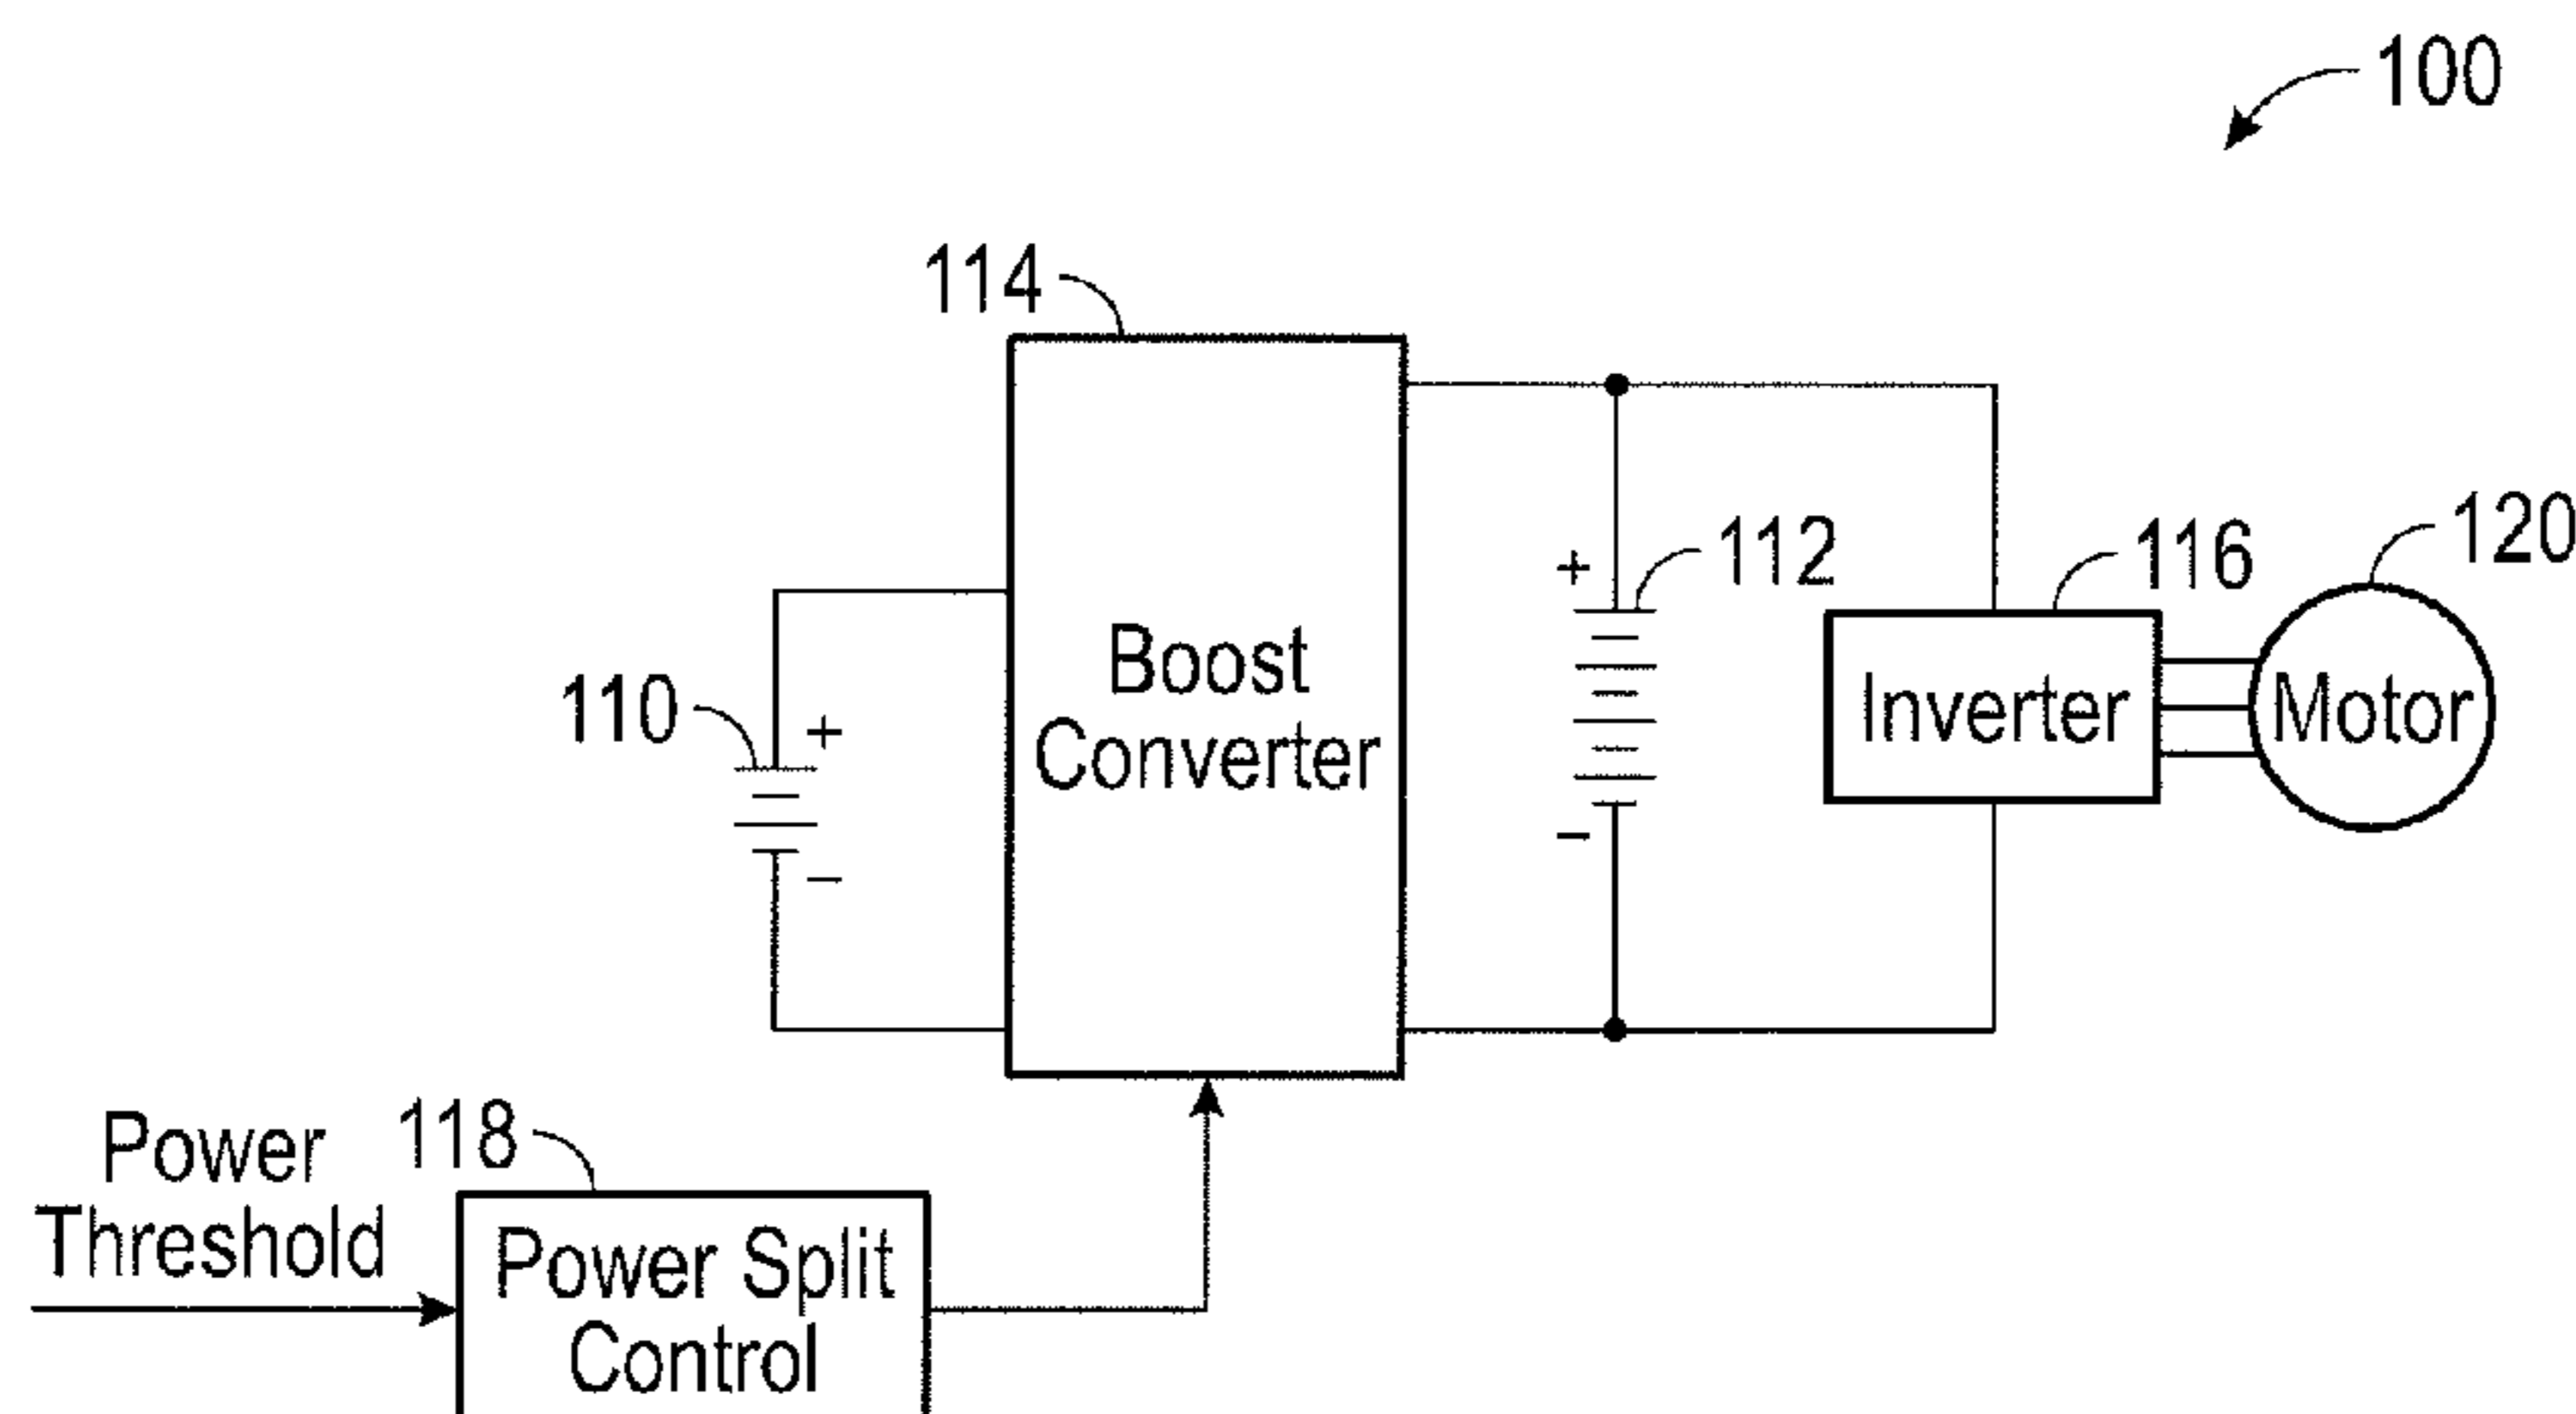 100
114
112
116
120
+
Boost
Converter
Inverter
Motor
110
+
−
−
Power
Threshold
118
Power Split
Control